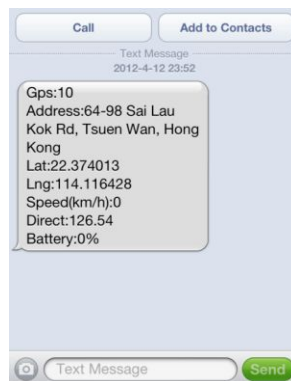 Call
Add to Contacts
Text Message
2012-4-12 23:52
Gps:10
Address:64-98 Sai Lau
Kok Rd, Tsuen Wan, Hong
Kong
Lat:22.374013
Lng:114.116428
Speed(km/h):0
Direct:126.54
Battery:0%
Text Message
Send